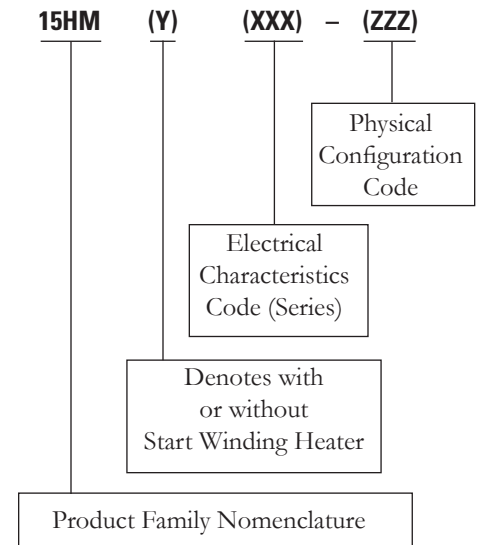 15HM (Y) (XXX) – (ZZZ)
Physical
Configuration
Code
Electrical
Characteristics
Code (Series)
Denotes with
or without
Start Winding Heater
Product Family Nomenclature